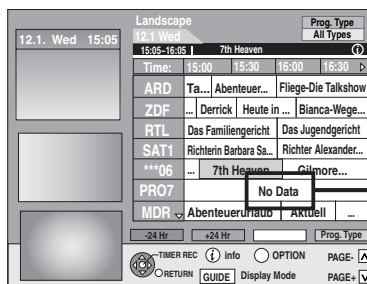 Landscape Prog. Type
12.1. Wed 15:05 12.1 Wed All Types
15:05~16:05 7th Heaven
Time: 15:00 15:30 16:00 16:30
ARD Ta... Abenteuer... Fliege-Die Talkshow
ZDF ... Derrick Heute in ... Bianca-Wege...
RTL Das Familiengericht Das Jugendgericht
SAT1 Richterin Barbara Sa... Richter Alexander...
***06 ... 7th Heaven Gilmore...
PRO7 No Data
MDR Abenteuerurlaub Aktuell ...
-24 Hr +24 Hr Prog. Type
TIMER REC i info OPTION PAGE-
RETURN GUIDE Display Mode PAGE+